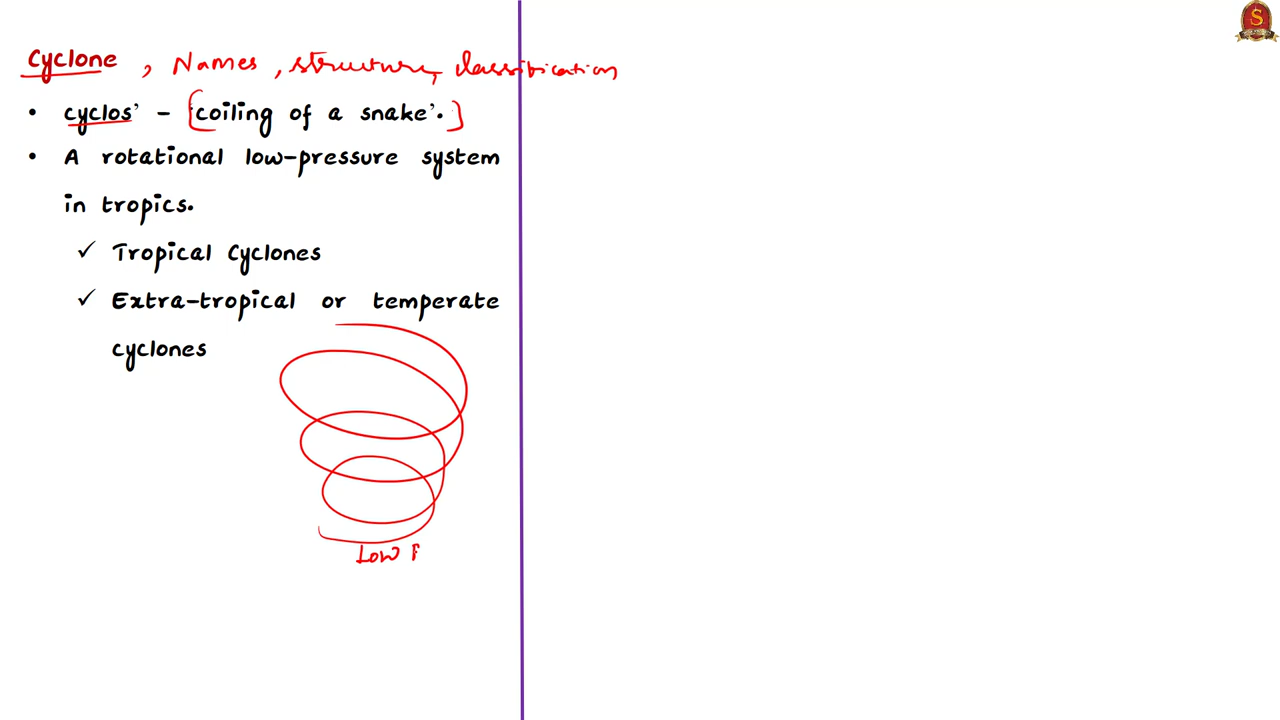 Cyclone , Names , structure, classification
• cyclos' - [coiling of a snake'.]
• A rotational low-pressure system
in tropics.
✓ Tropical Cyclones
✓ Extra-tropical or temperate
cyclones
Low P
S